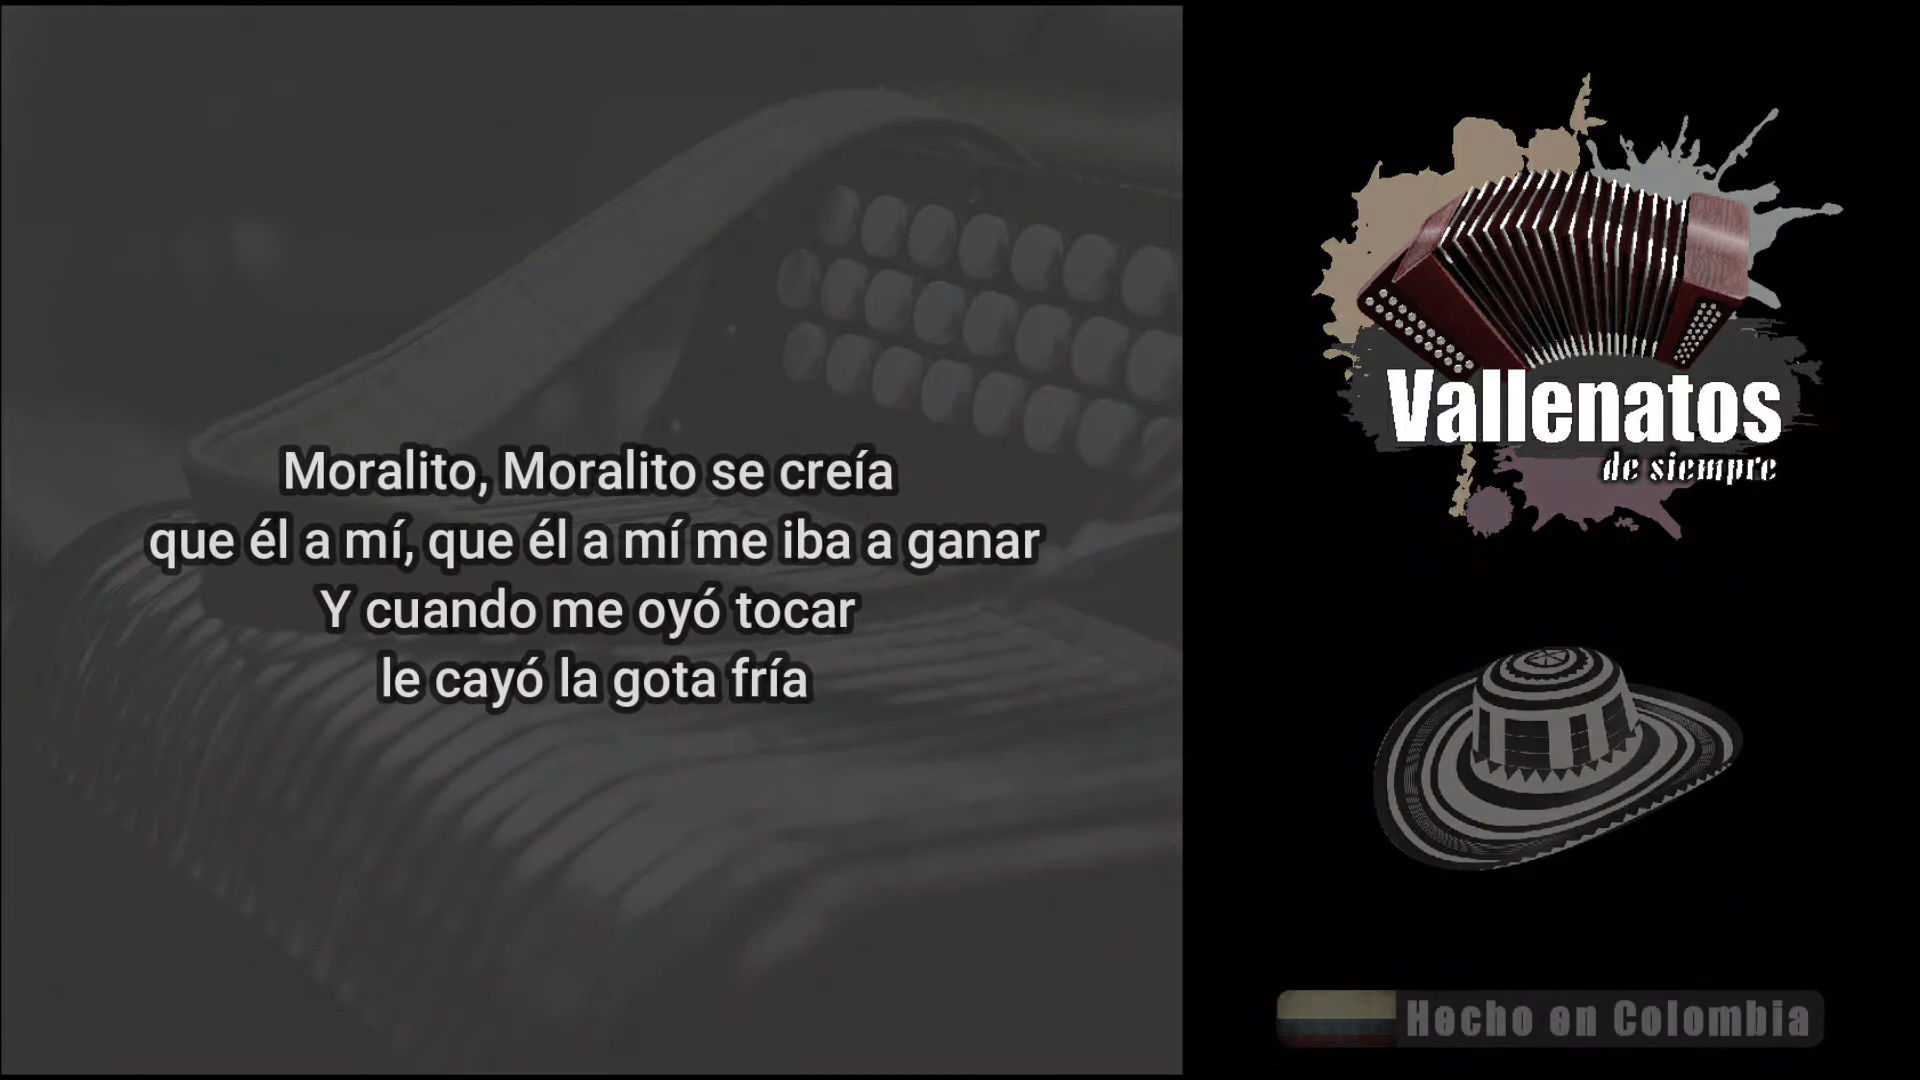 Moralito, Moralito se creía
que él a mí, que él a mí me iba a ganar
Y cuando me oyó tocar
le cayó la gota fría
Vallenatos
de siempre
Hecho en Colombia